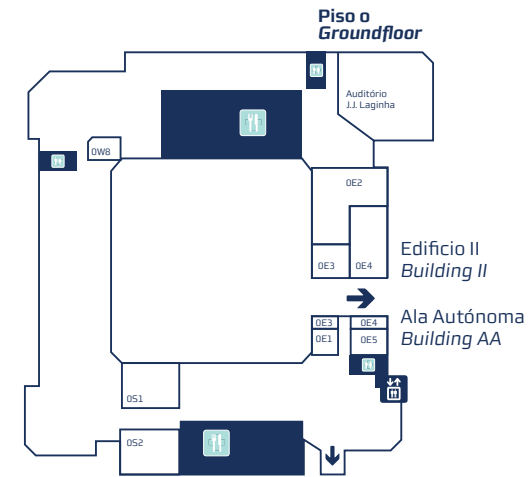 Piso 0
Groundfloor
Auditório
J.J. Laginha
0W8
0E2
0E3
0E4
Edificio II
Building II
Ala Autónoma
Building AA
0E3
0E4
0E1
0E5
0S1
0S2